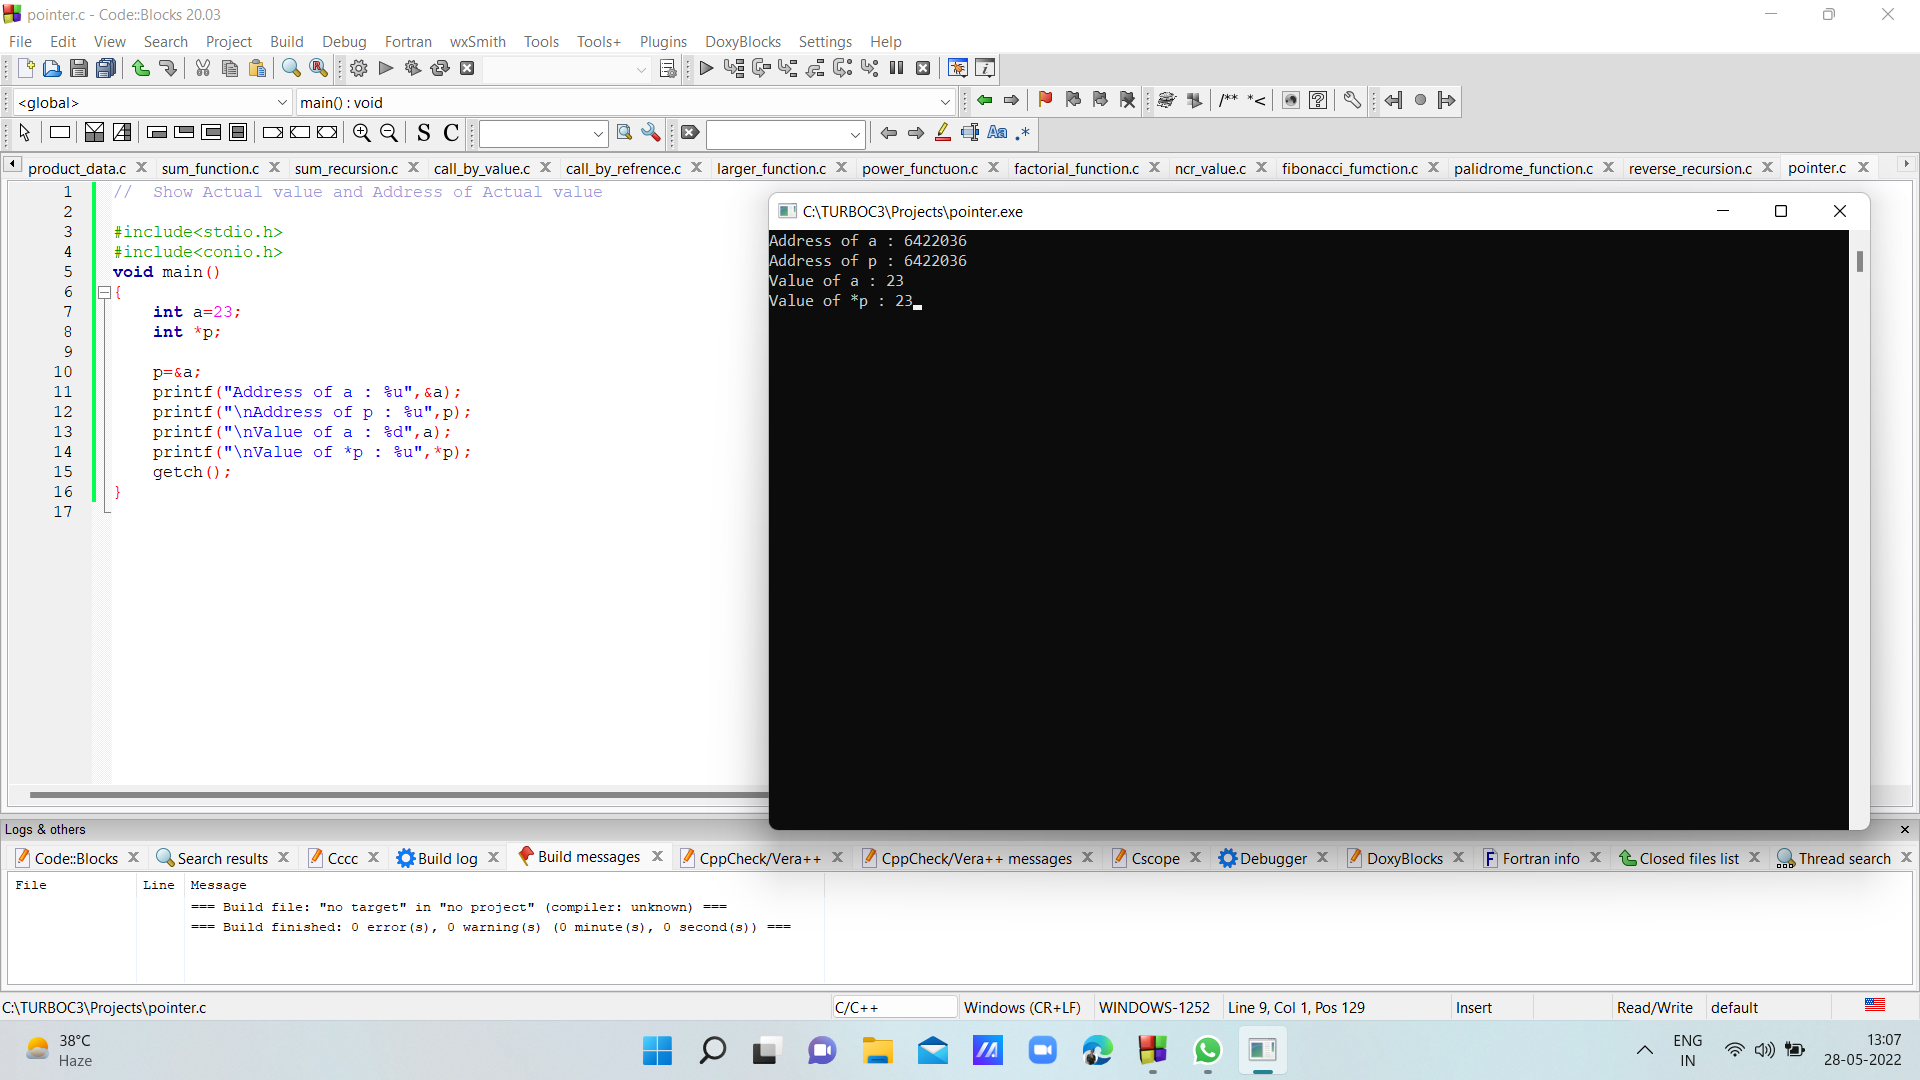 pointer.c - Code::Blocks 20.03
File Edit View Search Project Build Debug Fortran wxSmith Tools Tools+ Plugins DoxyBlocks Settings Help
<global> main() : void
/** *<
S C Aa .*
product_data.c sum_function.c sum_recursion.c call_by_value.c call_by_refrence.c larger_function.c power_functuon.c factorial_function.c ncr_value.c fibonacci_fumction.c palidrome_function.c reverse_recursion.c pointer.c
1 // Show Actual value and Address of Actual value
2
3 #include<stdio.h>
4 #include<conio.h>
5 void main()
6 {
7 int a=23;
8 int *p;
9
10 p=&a;
11 printf("Address of a : %u",&a);
12 printf("\nAddress of p : %u",p);
13 printf("\nValue of a : %d",a);
14 printf("\nValue of *p : %u",*p);
15 getch();
16 }
17
C:\TURBOC3\Projects\pointer.exe
Address of a : 6422036
Address of p : 6422036
Value of a : 23
Value of *p : 23
Logs & others
Code::Blocks Search results Cccc Build log Build messages CppCheck/Vera++ CppCheck/Vera++ messages Cscope Debugger DoxyBlocks Fortran info Closed files list Thread search
File Line Message
=== Build file: "no target" in "no project" (compiler: unknown) ===
=== Build finished: 0 error(s), 0 warning(s) (0 minute(s), 0 second(s)) ===
C:\TURBOC3\Projects\pointer.c C/C++ Windows (CR+LF) WINDOWS-1252 Line 9, Col 1, Pos 129 Insert Read/Write default
38°C
Haze
ENG
IN
13:07
28-05-2022